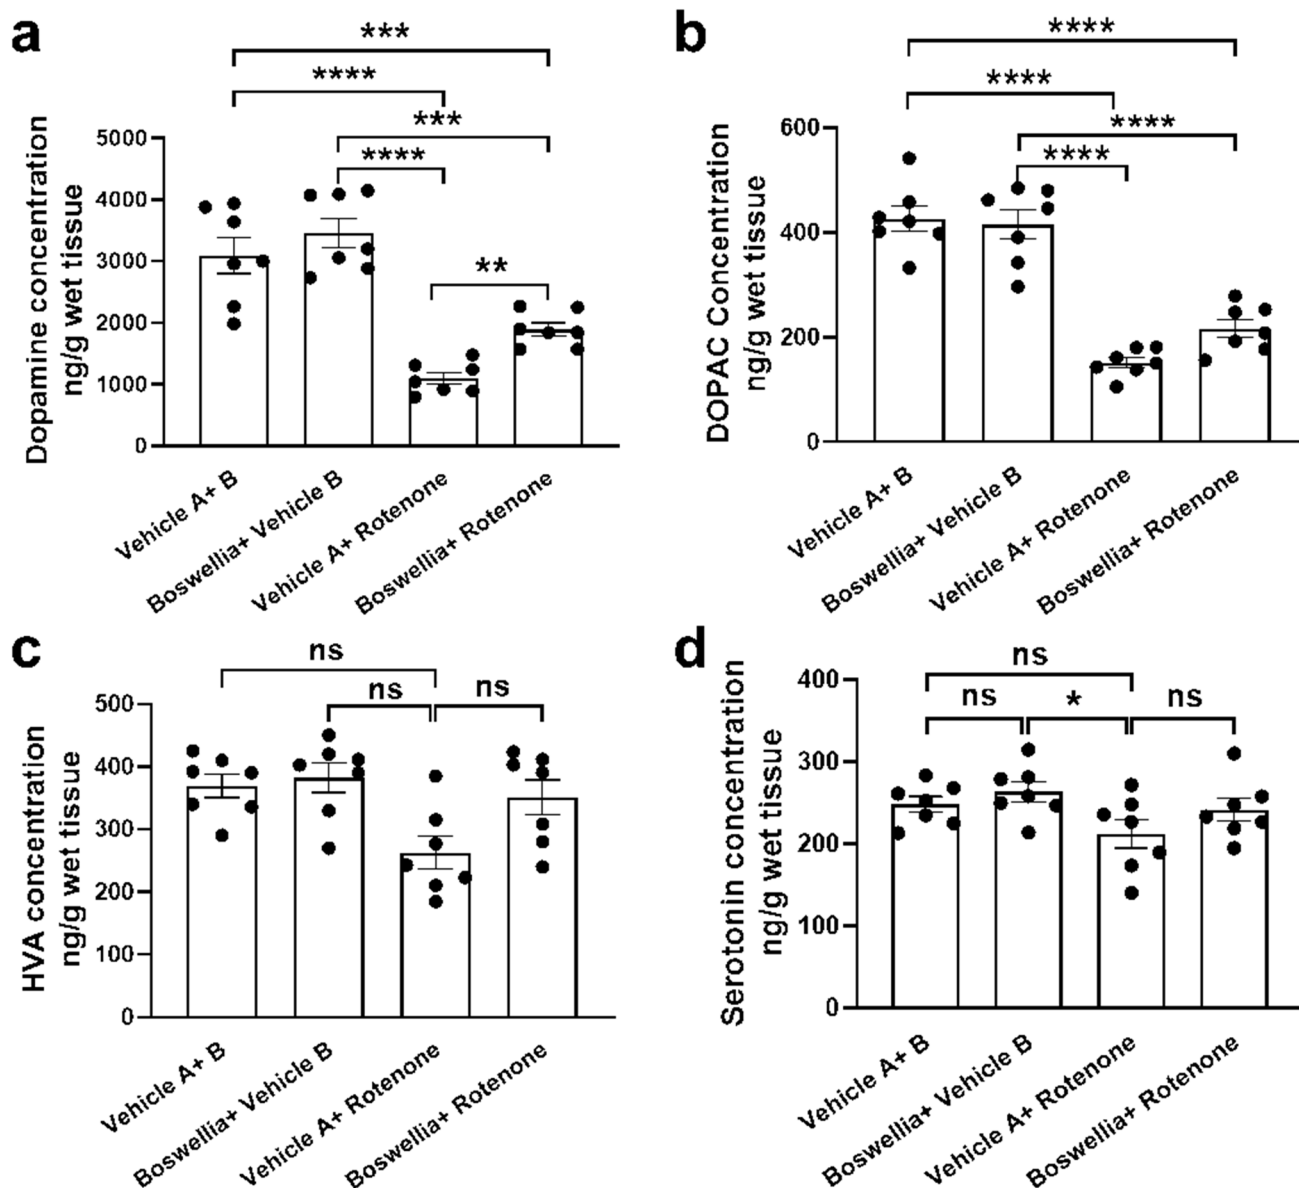 a
***
****
***
****
**
Dopamine concentration
ng/g wet tissue
5000
4000
3000
2000
1000
0
Vehicle A+ B
Boswellia+ Vehicle B
Vehicle A+ Rotenone
Boswellia+ Rotenone
b
****
****
****
****
DOPAC Concentration
ng/g wet tissue
600
400
200
0
Vehicle A+ B
Boswellia+ Vehicle B
Vehicle A+ Rotenone
Boswellia+ Rotenone
c
ns
ns
ns
HVA concentration
ng/g wet tissue
500
400
300
200
100
0
Vehicle A+ B
Boswellia+ Vehicle B
Vehicle A+ Rotenone
Boswellia+ Rotenone
d
ns
ns
*
ns
Serotonin concentration
ng/g wet tissue
400
300
200
100
0
Vehicle A+ B
Boswellia+ Vehicle B
Vehicle A+ Rotenone
Boswellia+ Rotenone